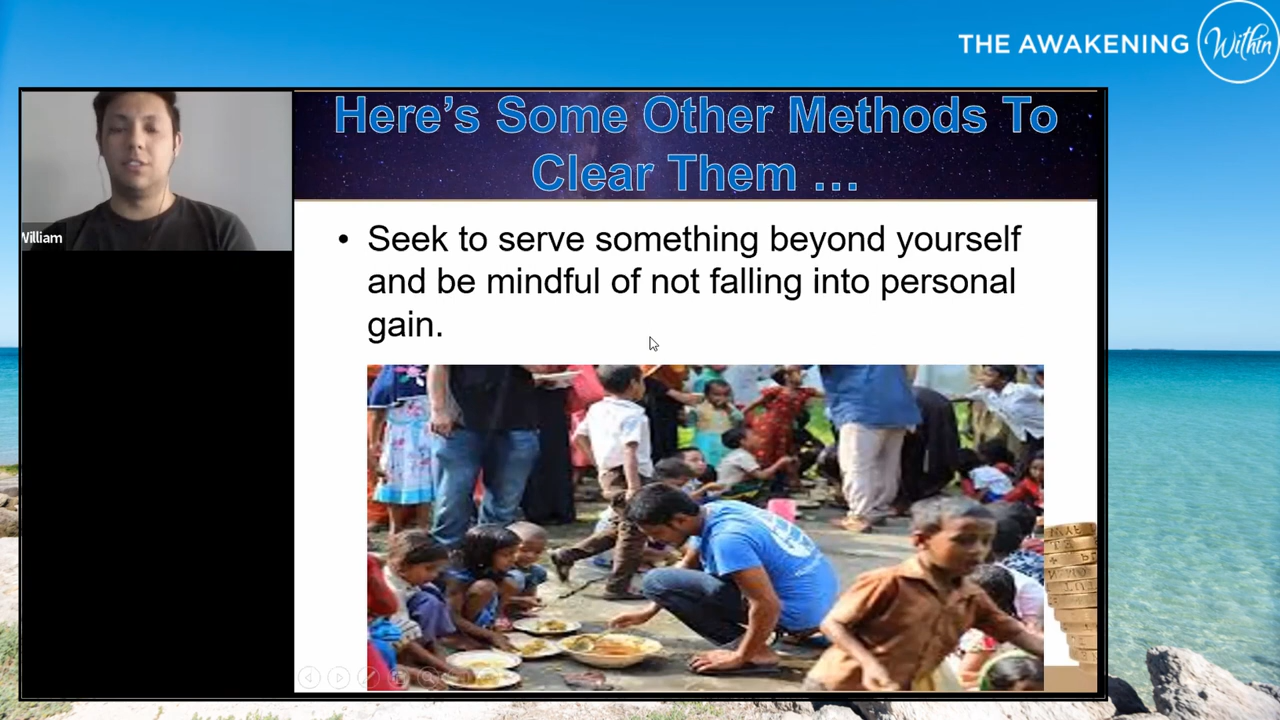 THE AWAKENING Within
Here's Some Other Methods To
Clear Them ...
William
• Seek to serve something beyond yourself
and be mindful of not falling into personal
gain.